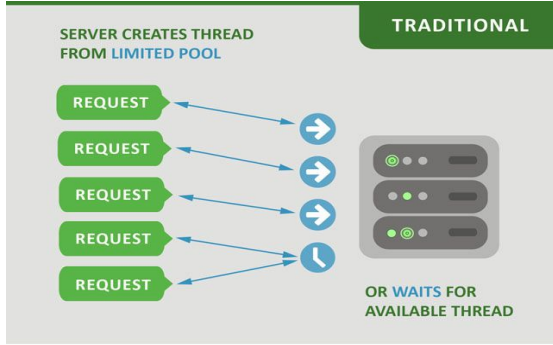 TRADITIONAL
SERVER CREATES THREAD
FROM LIMITED POOL
REQUEST
REQUEST
REQUEST
REQUEST
REQUEST
OR WAITS FOR
AVAILABLE THREAD